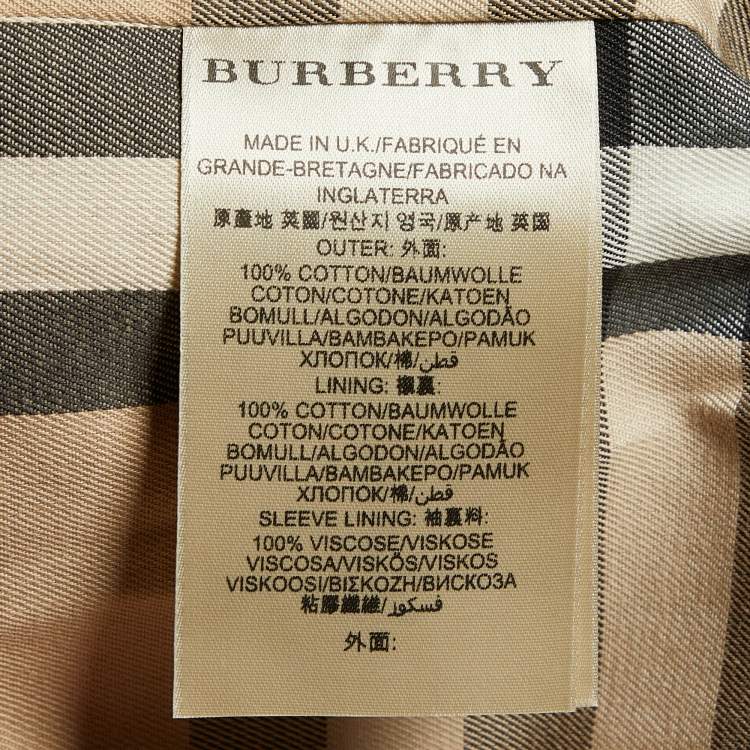 BURBERRY
MADE IN U.K./FABRIQUÉ EN
GRANDE-BRETAGNE/FABRICADO NA
INGLATERRA
原產地 英國/원산지 영국/原产地 英国
OUTER: 外面:
100% COTTON/BAUMWOLLE
COTON/COTONE/KATOEN
BOMULL/ALGODON/ALGODÃO
PUUVILLA/BAMBAKEPO/PAMUK
ХЛОПОК/棉/قطن
LINING: 襯裏:
100% COTTON/BAUMWOLLE
COTON/COTONE/KATOEN
BOMULL/ALGODON/ALGODÃO
PUUVILLA/BAMBAKEPO/PAMUK
ХЛОПОК/棉/قطن
SLEEVE LINING: 袖裏料:
100% VISCOSE/VISKOSE
VISCOSA/VISKÓS/VISKOS
VISKOOSI/ΒΙΣΚΟΖΗ/ВИСКОЗА
粘膠纖維/فسكوز
外面: